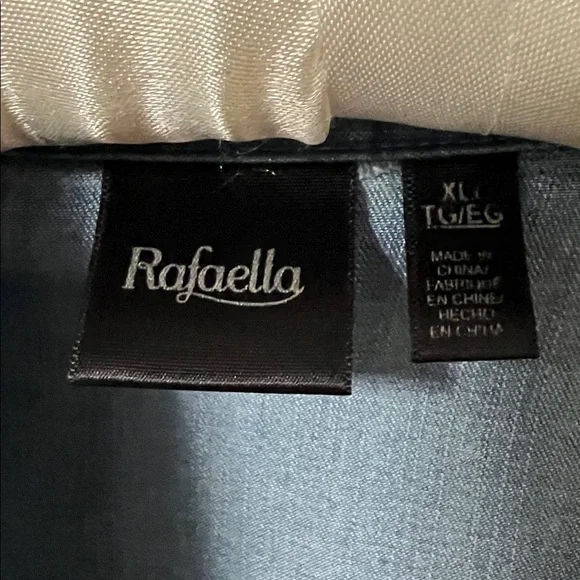 Rafaella
XL/
TG/EG
MADE IN
CHINA/
FABRIQUÉ
EN CHINE/
HECHO
EN CHINA